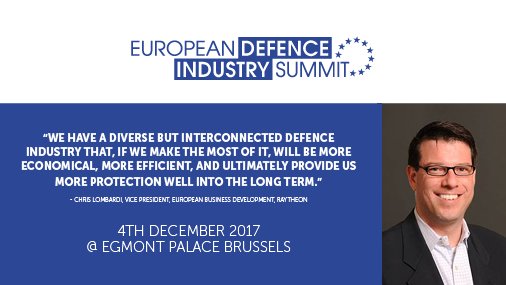 EUROPEAN DEFENCE
INDUSTRY SUMMIT
“WE HAVE A DIVERSE BUT INTERCONNECTED DEFENCE
INDUSTRY THAT, IF WE MAKE THE MOST OF IT, WILL BE MORE
ECONOMICAL, MORE EFFICIENT, AND ULTIMATELY PROVIDE US
MORE PROTECTION WELL INTO THE LONG TERM.”
- CHRIS LOMBARDI, VICE PRESIDENT, EUROPEAN BUSINESS DEVELOPMENT, RAYTHEON
4TH DECEMBER 2017
@ EGMONT PALACE BRUSSELS